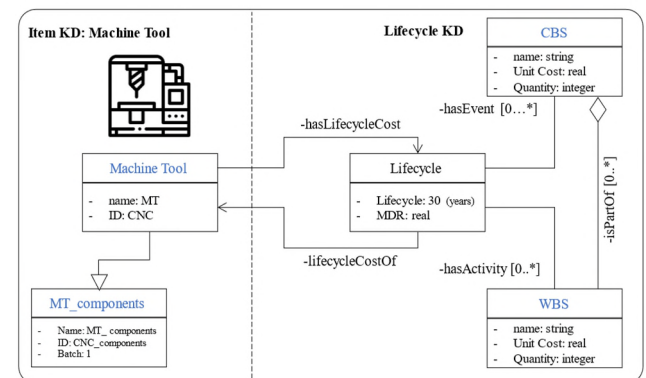 Item KD: Machine Tool
Lifecycle KD
CBS
- name: string
- Unit Cost: real
- Quantity: integer
-hasEvent [0…*]
-hasLifecycleCost
Machine Tool
- name: MT
- ID: CNC
Lifecycle
- Lifecycle: 30 (years)
- MDR: real
-isPartOf [0..*]
-lifecycleCostOf
-hasActivity [0..*]
MT_components
- Name: MT_ components
- ID: CNC_components
- Batch: 1
WBS
- name: string
- Unit Cost: real
- Quantity: integer